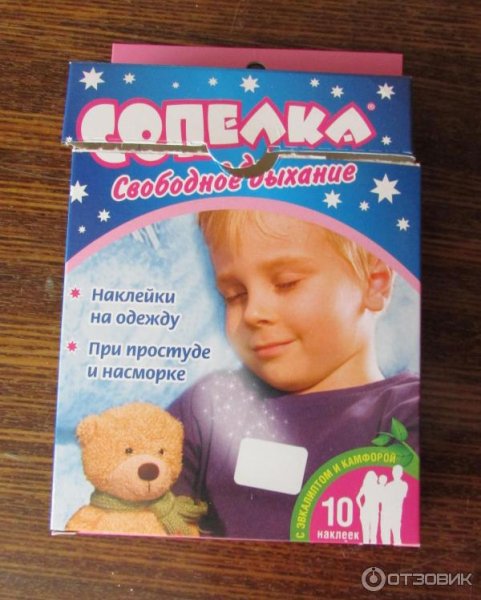 СОПЕЛКА®
Свободное дыхание
Наклейки
на одежду
При простуде
и насморке
С ЭВКАЛИПТОМ И КАМФОРОЙ
10
наклеек
ОТЗОВИК